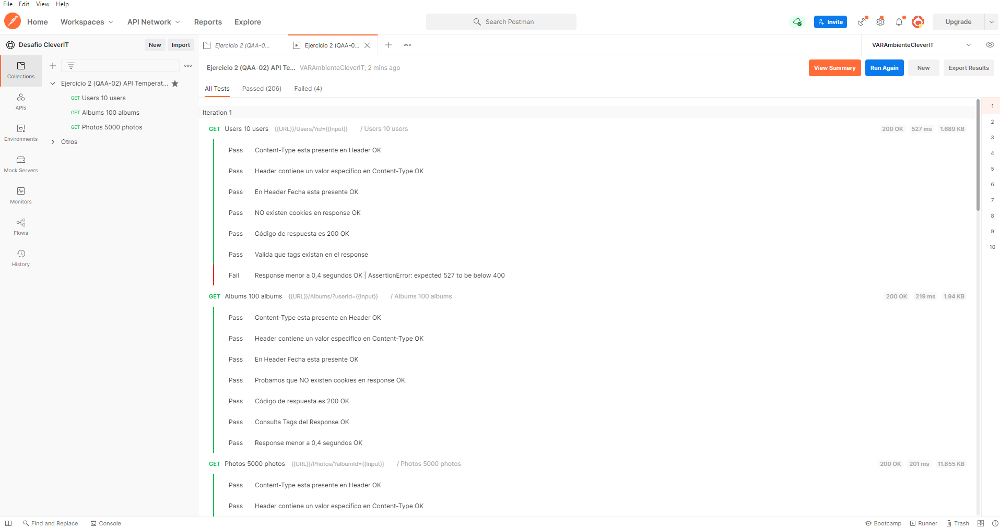 File Edit View Help
Home Workspaces API Network Reports Explore Search Postman Invite Upgrade
Desafío CleverIT New Import Ejercicio 2 (QAA-0... Ejercicio 2 (QAA-0... VARAmbienteCleverIT
Collections
APIs
Environments
Mock Servers
Monitors
Flows
History
Ejercicio 2 (QAA-02) API Temperat...
GET Users 10 users
GET Albums 100 albums
GET Photos 5000 photos
Otros
Ejercicio 2 (QAA-02) API Te... VARAmbienteCleverIT, 2 mins ago View Summary Run Again New Export Results
All Tests Passed (206) Failed (4)
Iteration 1
GET Users 10 users {{URL}}/Users/?id={{Input}} / Users 10 users 200 OK 527 ms 1.689 KB
Pass Content-Type esta presente en Header OK
Pass Header contiene un valor especifico en Content-Type OK
Pass En Header Fecha esta presente OK
Pass NO existen cookies en response OK
Pass Código de respuesta es 200 OK
Pass Valida que tags existan en el response
Fail Response menor a 0,4 segundos OK | AssertionError: expected 527 to be below 400
GET Albums 100 albums {{URL}}/Albums/?userId={{Input}} / Albums 100 albums 200 OK 219 ms 1.94 KB
Pass Content-Type esta presente en Header OK
Pass Header contiene un valor especifico en Content-Type OK
Pass En Header Fecha esta presente OK
Pass Probamos que NO existen cookies en response OK
Pass Código de respuesta es 200 OK
Pass Consulta Tags del Response OK
Pass Response menor a 0,4 segundos OK
GET Photos 5000 photos {{URL}}/Photos/?albumId={{Input}} / Photos 5000 photos 200 OK 201 ms 11.855 KB
Pass Content-Type esta presente en Header OK
Pass Header contiene un valor especifico en Content-Type OK
1
2
3
4
5
6
7
8
9
10
Find and Replace Console Bootcamp Runner Trash